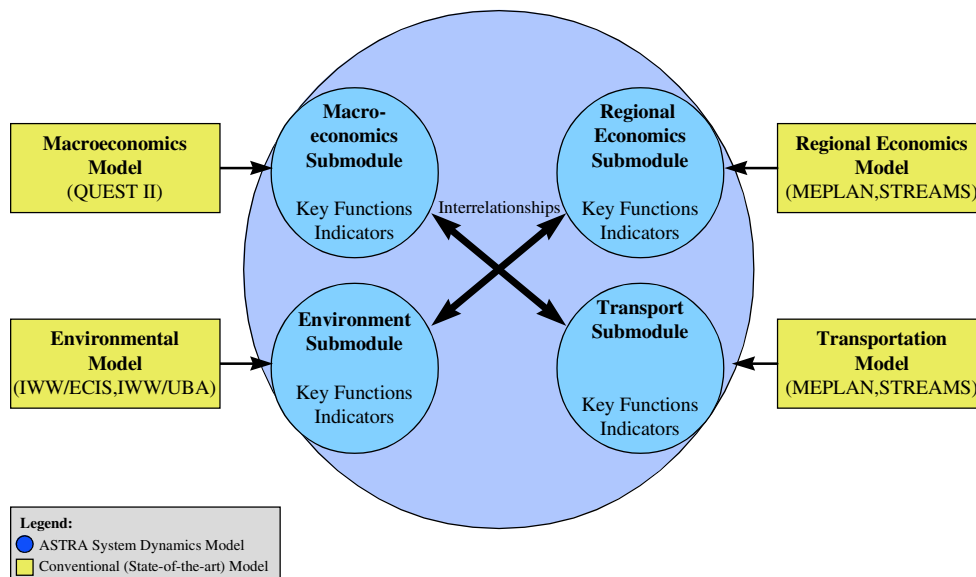 Macro-
economics
Submodule
Key Functions
Indicators
Regional
Economics
Submodule
Key Functions
Indicators
Macroeconomics
Model
(QUEST II)
Regional Economics
Model
(MEPLAN,STREAMS)
Interrelationships
Environment
Submodule
Key Functions
Indicators
Transport
Submodule
Key Functions
Indicators
Environmental
Model
(IWW/ECIS,IWW/UBA)
Transportation
Model
(MEPLAN,STREAMS)
Legend:
ASTRA System Dynamics Model
Conventional (State-of-the-art) Model